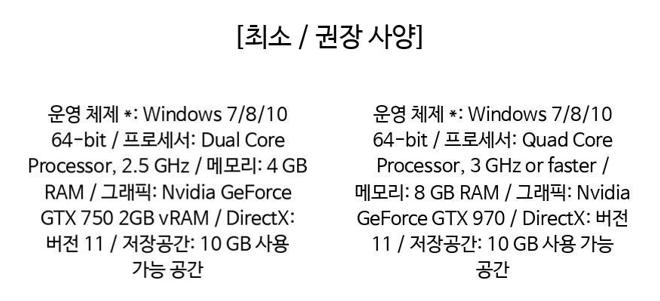 [최소 / 권장 사양]
운영 체제 *: Windows 7/8/10
64-bit / 프로세서: Dual Core
Processor, 2.5 GHz / 메모리: 4 GB
RAM / 그래픽: Nvidia GeForce
GTX 750 2GB vRAM / DirectX:
버전 11 / 저장공간: 10 GB 사용
가능 공간
운영 체제 *: Windows 7/8/10
64-bit / 프로세서: Quad Core
Processor, 3 GHz or faster /
메모리: 8 GB RAM / 그래픽: Nvidia
GeForce GTX 970 / DirectX: 버전
11 / 저장공간: 10 GB 사용 가능
공간